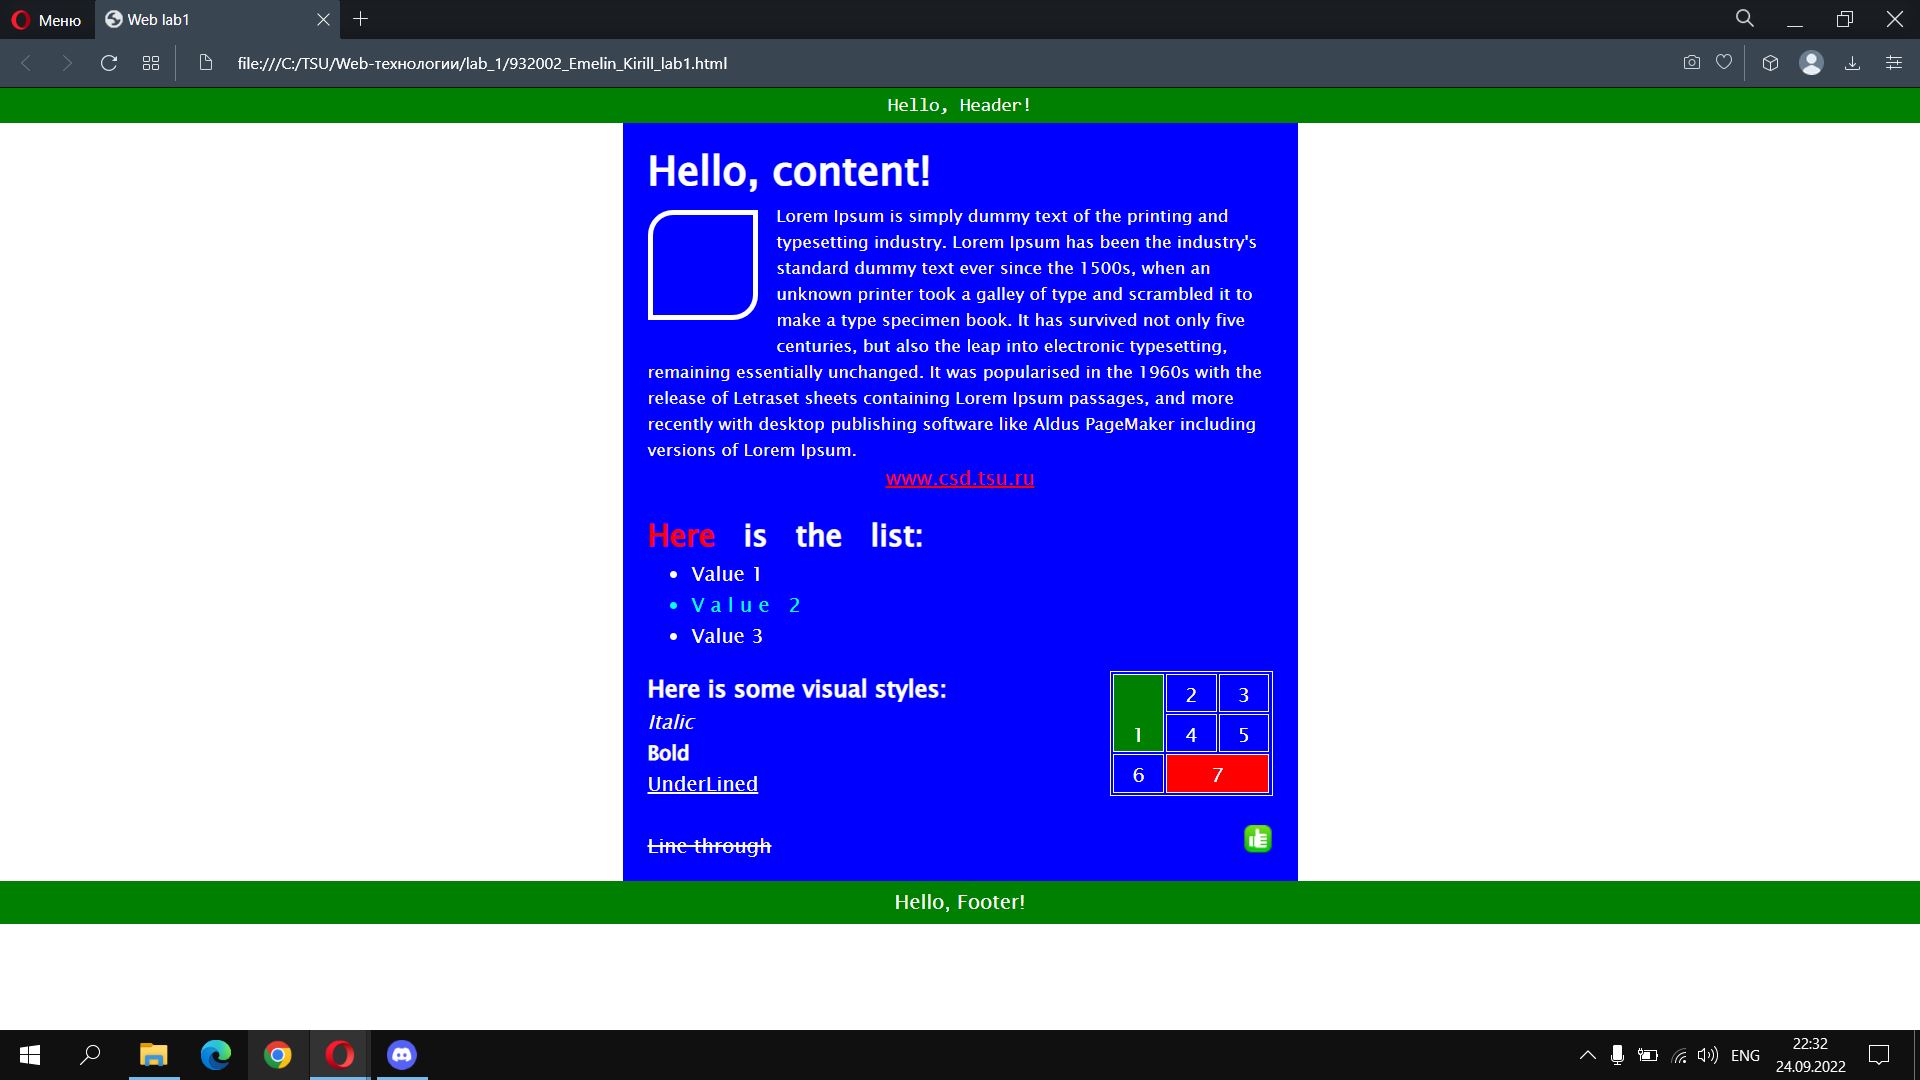 Меню
Web lab1
file:///C:/TSU/Web-технологии/lab_1/932002_Emelin_Kirill_lab1.html
Hello, Header!
Hello, content!
Lorem Ipsum is simply dummy text of the printing and
typesetting industry. Lorem Ipsum has been the industry's
standard dummy text ever since the 1500s, when an
unknown printer took a galley of type and scrambled it to
make a type specimen book. It has survived not only five
centuries, but also the leap into electronic typesetting,
remaining essentially unchanged. It was popularised in the 1960s with the
release of Letraset sheets containing Lorem Ipsum passages, and more
recently with desktop publishing software like Aldus PageMaker including
versions of Lorem Ipsum.
www.csd.tsu.ru
Here is the list:
Value 1
Value 2
Value 3
Here is some visual styles:
Italic
Bold
UnderLined
Line-through
2 3
1 4 5
6 7
Hello, Footer!
ENG
22:32
24.09.2022